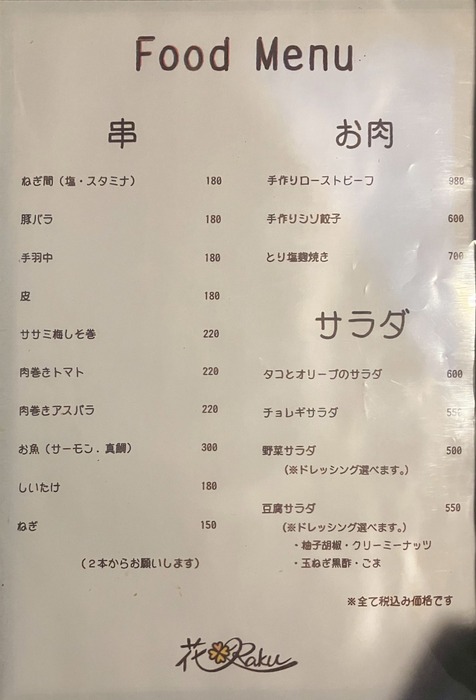 Food Menu
串
ねぎ間（塩・スタミナ） 180
豚バラ 180
手羽中 180
皮 180
ササミ梅しそ巻 220
肉巻きトマト 220
肉巻きアスパラ 220
お魚（サーモン．真鯛） 300
しいたけ 180
ねぎ 150
（２本からお願いします）
お肉
手作りローストビーフ 980
手作りシソ餃子 600
とり塩麹焼き 700
サラダ
タコとオリーブのサラダ 600
チョレギサラダ 550
野菜サラダ 500
（※ドレッシング選べます。）
豆腐サラダ 550
（※ドレッシング選べます。）
・柚子胡椒・クリーミーナッツ
・玉ねぎ黒酢・ごま
※全て税込み価格です
花Raku